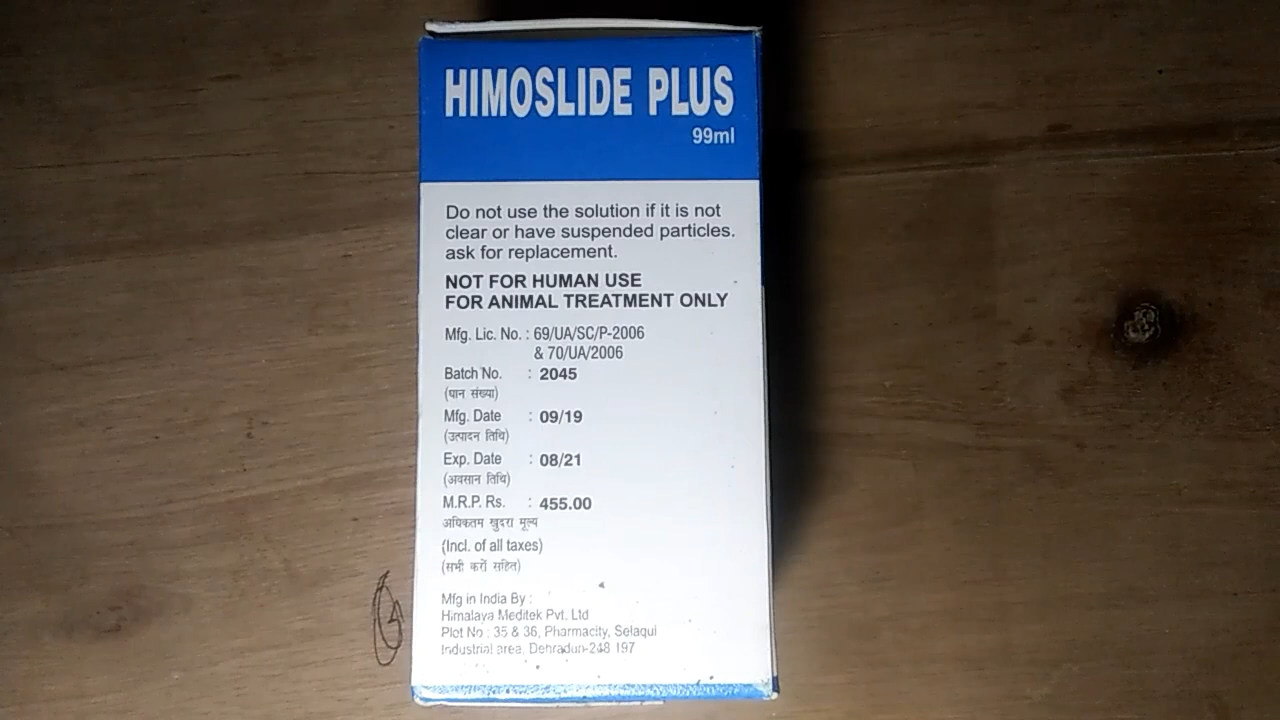 HIMOSLIDE PLUS
99ml
Do not use the solution if it is not
clear or have suspended particles.
ask for replacement.
NOT FOR HUMAN USE
FOR ANIMAL TREATMENT ONLY
Mfg. Lic. No. : 69/UA/SC/P-2006
& 70/UA/2006
Batch No. : 2045
(घान संख्या)
Mfg. Date : 09/19
(उत्पादन तिथि)
Exp. Date : 08/21
(अवसान तिथि)
M.R.P. Rs. : 455.00
अधिकतम खुदरा मूल्य
(Incl. of all taxes)
(सभी करों सहित)
Mfg in India By :
Himalaya Meditek Pvt. Ltd
Plot No : 35 & 36, Pharmacity, Selaqui
Industrial area, Dehradun-248 197